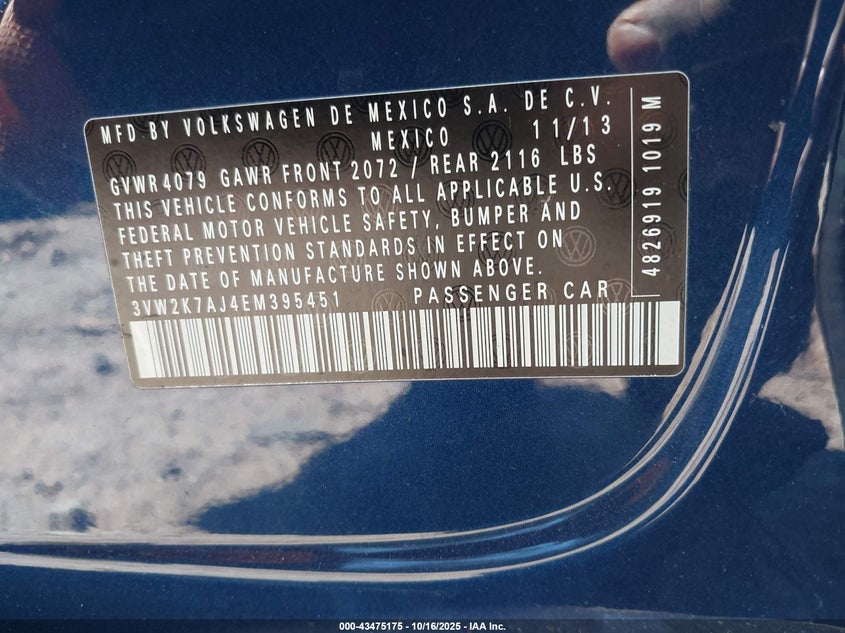 MFD BY VOLKSWAGEN DE MEXICO S.A. DE C.V.
MEXICO 11/13
GVWR 4079 GAWR FRONT 2072 / REAR 2116 LBS
THIS VEHICLE CONFORMS TO ALL APPLICABLE U.S.
FEDERAL MOTOR VEHICLE SAFETY, BUMPER AND
THEFT PREVENTION STANDARDS IN EFFECT ON
THE DATE OF MANUFACTURE SHOWN ABOVE.
3VW2K7AJ4EM395451 PASSENGER CAR
4826919 1019 M
000-43475175 - 10/16/2025 - IAA Inc.